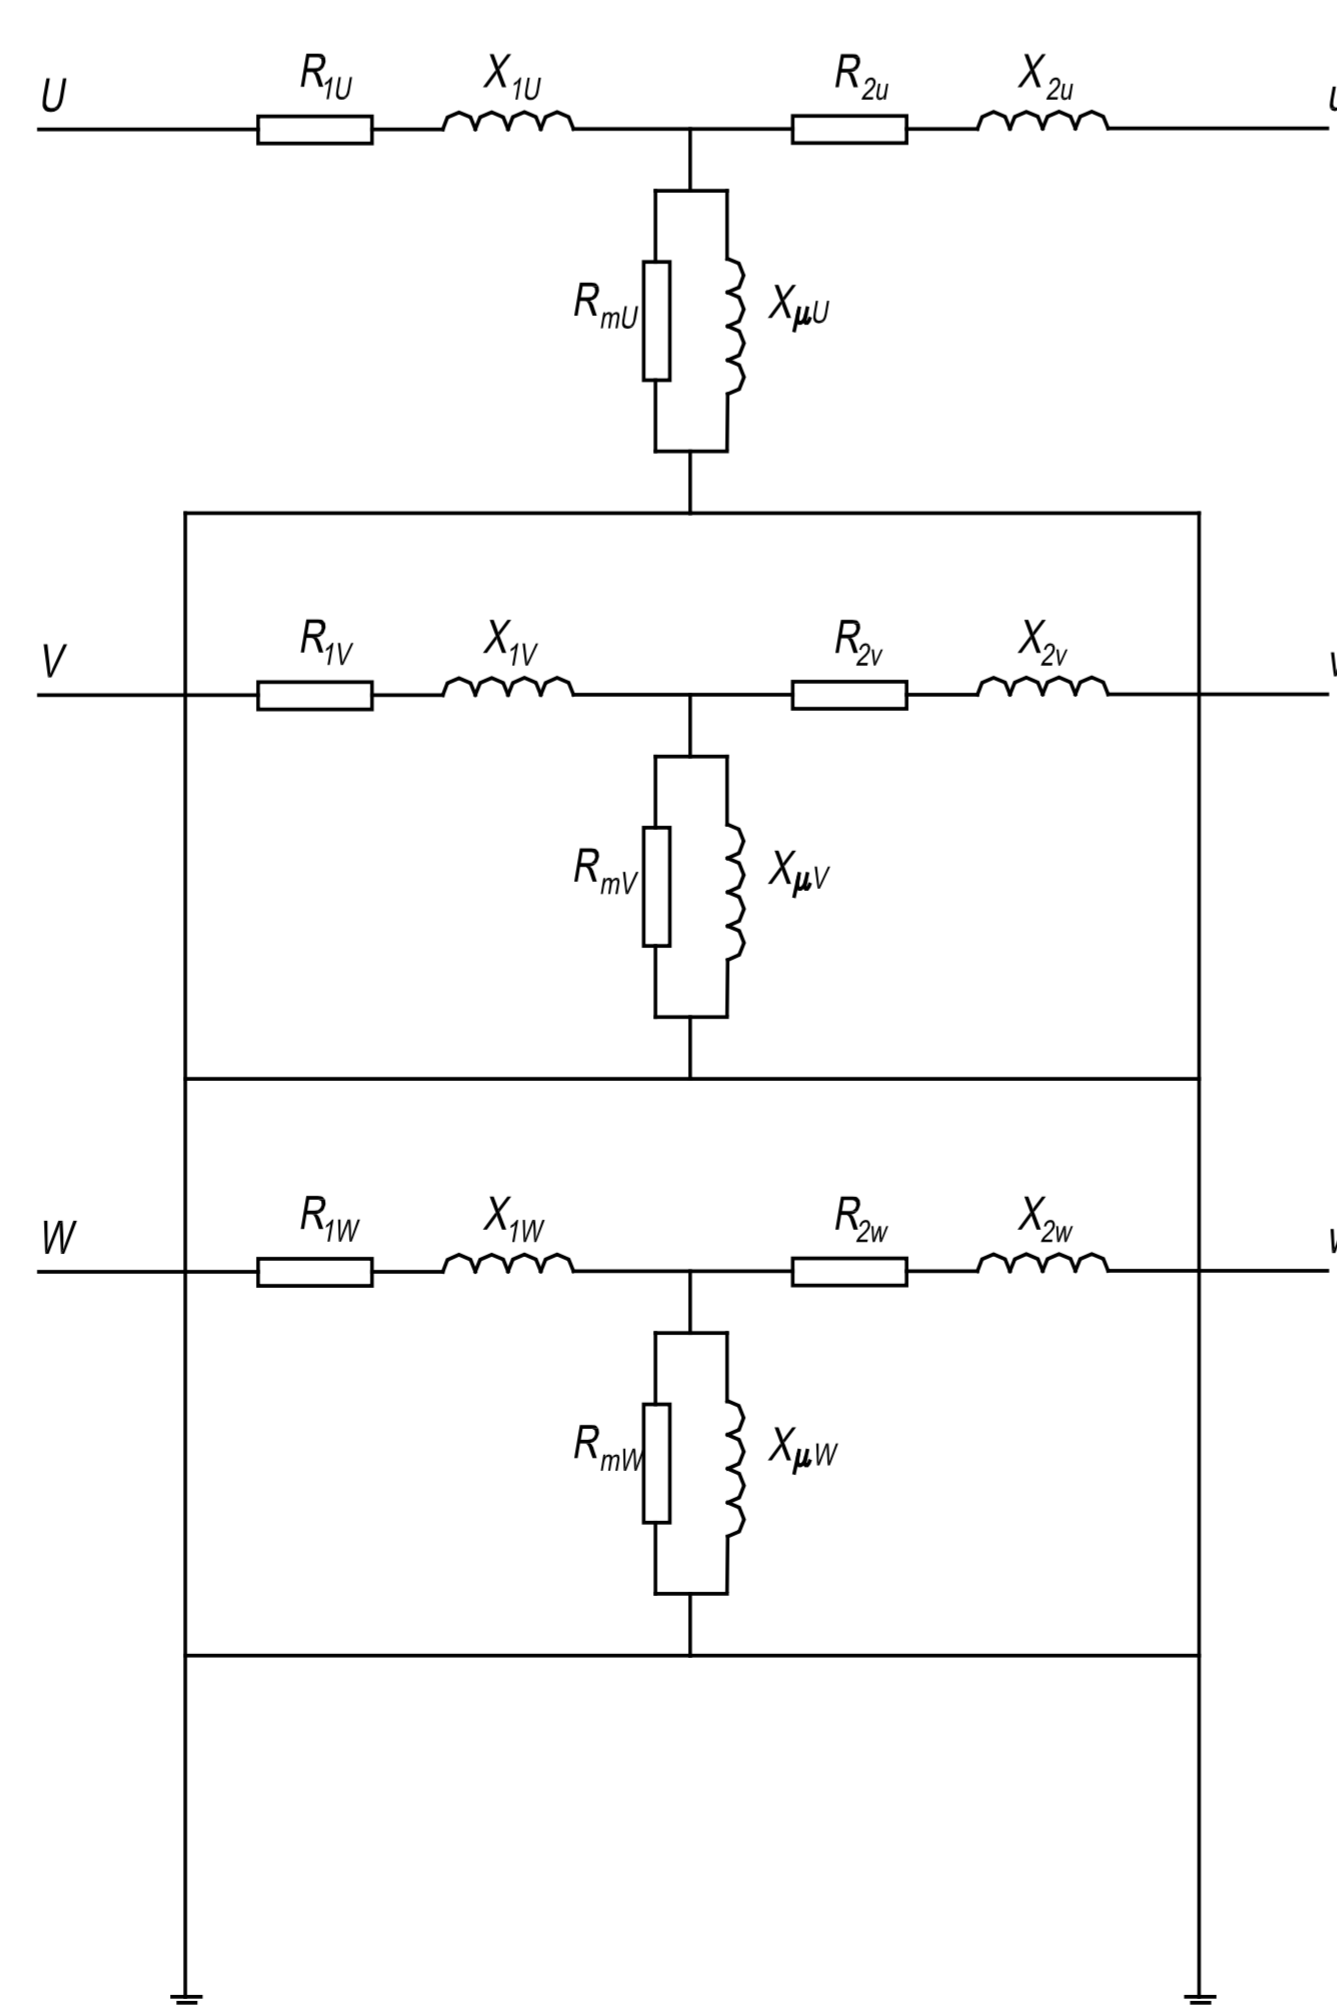 U R1U X1U R2u X2u u
RmU XμU
V R1V X1V R2v X2v
RmV XμV
W R1W X1W R2w X2w
RmW XμW